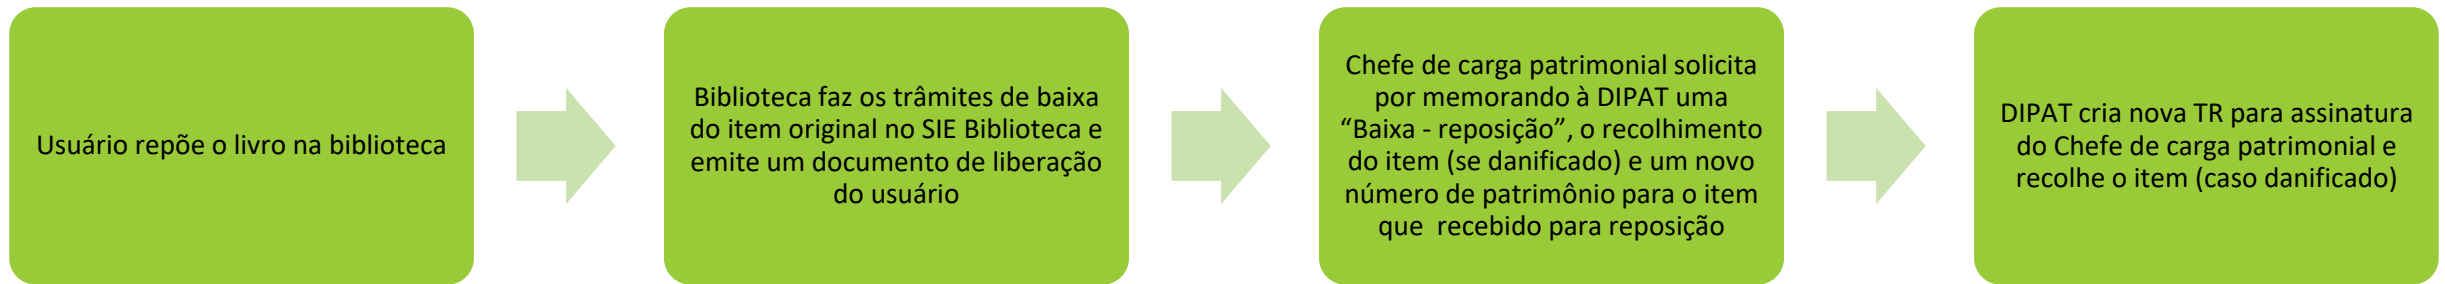 Usuário repõe o livro na biblioteca
Biblioteca faz os trâmites de baixa
do item original no SIE Biblioteca e
emite um documento de liberação
do usuário
Chefe de carga patrimonial solicita
por memorando à DIPAT uma
“Baixa - reposição”, o recolhimento
do item (se danificado) e um novo
número de patrimônio para o item
que  recebido para reposição
DIPAT cria nova TR para assinatura
do Chefe de carga patrimonial e
recolhe o item (caso danificado)